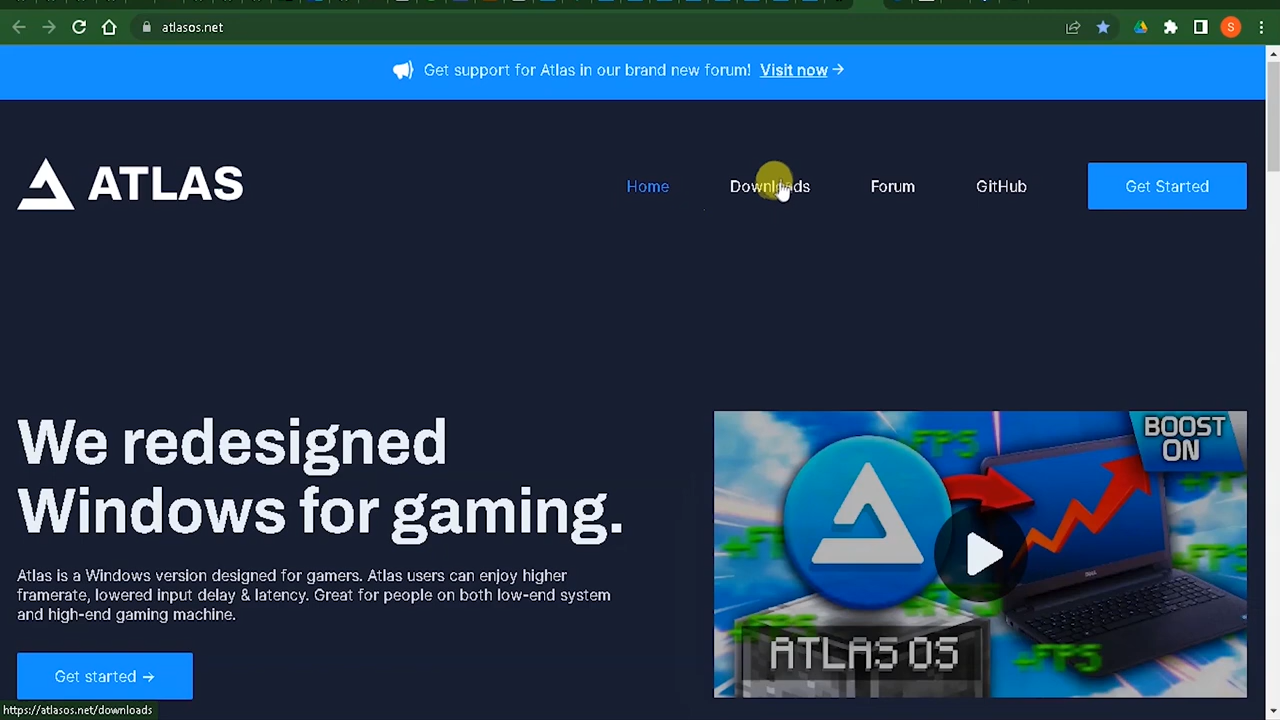 atlasos.net
S
Get support for Atlas in our brand new forum! Visit now →
ATLAS
Home
Downloads
Forum
GitHub
Get Started
We redesigned
Windows for gaming.
Atlas is a Windows version designed for gamers. Atlas users can enjoy higher
framerate, lowered input delay & latency. Great for people on both low-end system
and high-end gaming machine.
Get started →
BOOST
ON
+FPS
ATLAS OS
+FPS
https://atlasos.net/downloads